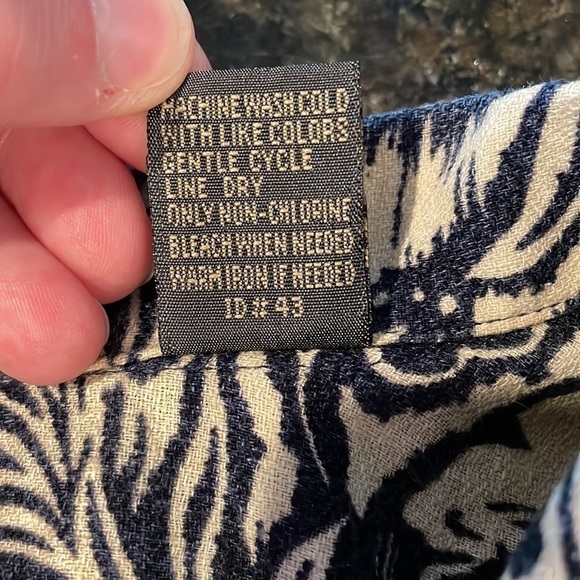 MACHINE WASH COLD
WITH LIKE COLORS
GENTLE CYCLE
LINE DRY
ONLY NON-CHLORINE
BLEACH WHEN NEEDED
WARM IRON IF NEEDED
ID# 43